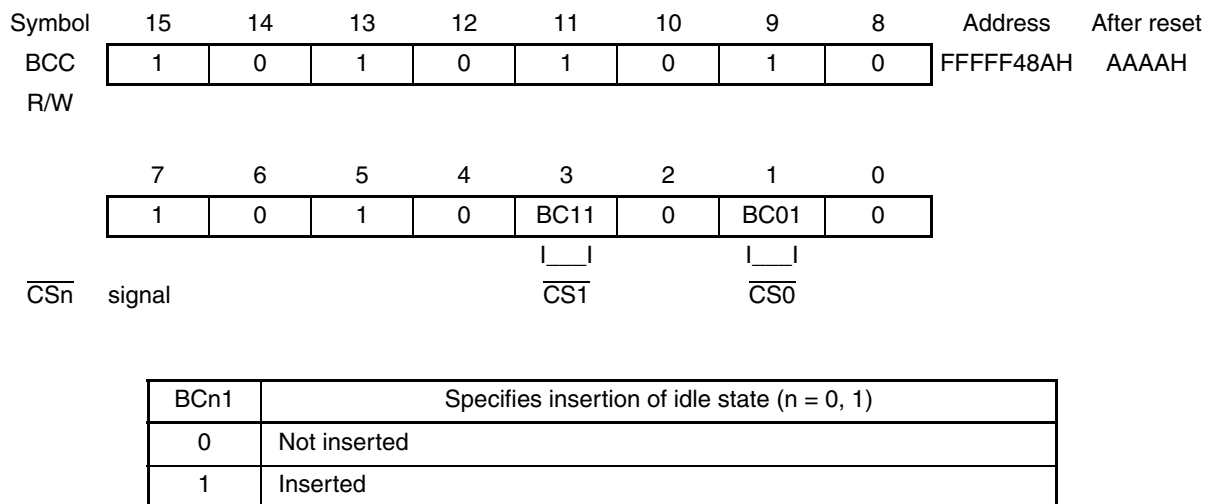 Symbol 15 14 13 12 11 10 9 8 Address After reset
BCC 1 0 1 0 1 0 1 0 FFFFF48AH AAAAH
R/W
7 6 5 4 3 2 1 0
1 0 1 0 BC11 0 BC01 0
I___I I___I
CSn signal CS1 CS0
BCn1 Specifies insertion of idle state (n = 0, 1)
0 Not inserted
1 Inserted